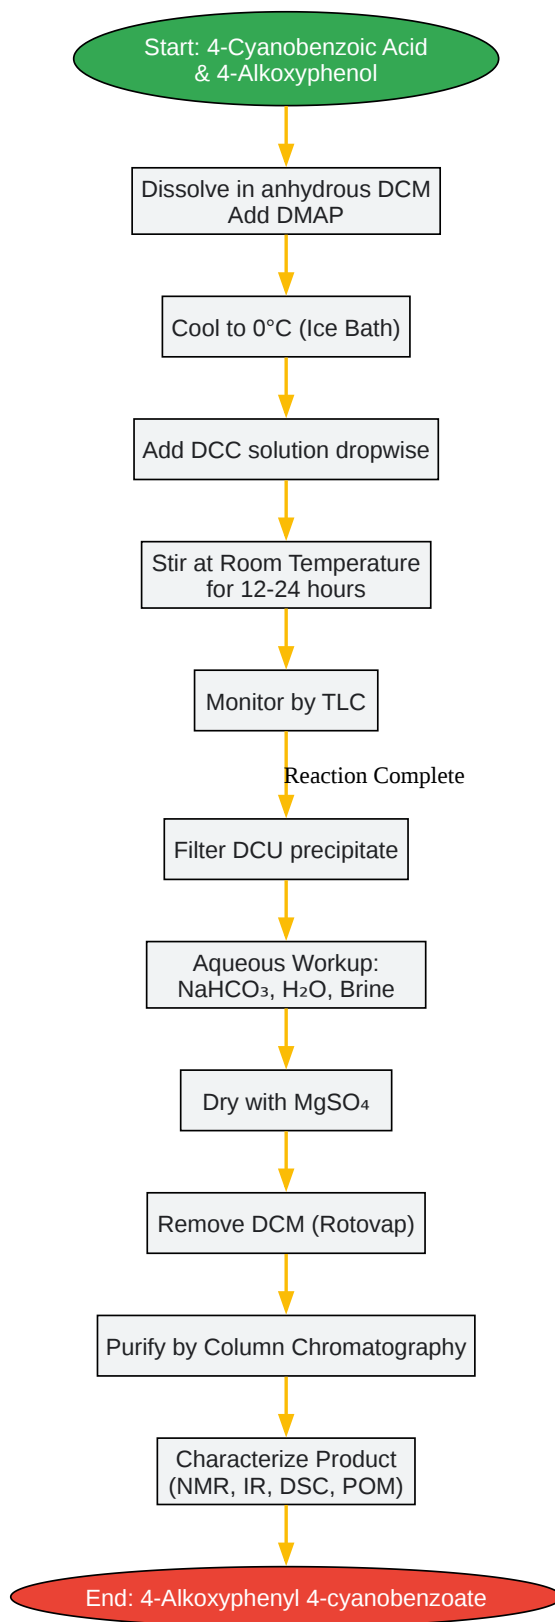 Start: 4-Cyanobenzoic Acid
& 4-Alkoxyphenol
Dissolve in anhydrous DCM
Add DMAP
Cool to 0°C (Ice Bath)
Add DCC solution dropwise
Stir at Room Temperature
for 12-24 hours
Monitor by TLC
Reaction Complete
Filter DCU precipitate
Aqueous Workup:
NaHCO₃, H₂O, Brine
Dry with MgSO₄
Remove DCM (Rotovap)
Purify by Column Chromatography
Characterize Product
(NMR, IR, DSC, POM)
End: 4-Alkoxyphenyl 4-cyanobenzoate